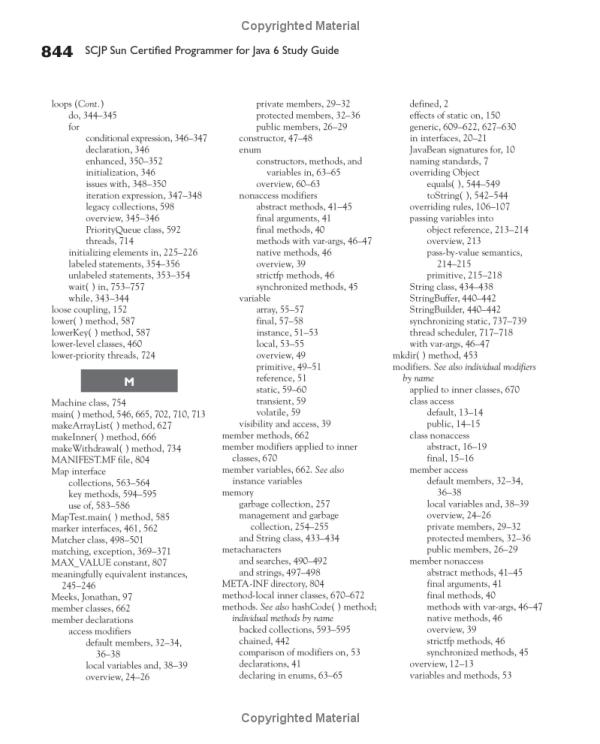 Copyrighted Material
844 SCJP Sun Certified Programmer for Java 6 Study Guide
loops (Cont.)
do, 344–345
for
conditional expression, 346–347
declaration, 346
enhanced, 350–352
initialization, 346
issues with, 348–350
iteration expression, 347–348
legacy collections, 598
overview, 345–346
PriorityQueue class, 592
threads, 714
initializing elements in, 225–226
labeled statements, 354–356
unlabeled statements, 353–354
wait( ) in, 753–757
while, 343–344
loose coupling, 152
lower( ) method, 587
lowerKey( ) method, 587
lower-level classes, 460
lower-priority threads, 724
M
Machine class, 754
main( ) method, 546, 665, 702, 710, 713
makeArrayList( ) method, 627
makeInner( ) method, 666
makeWithdrawal( ) method, 734
MANIFEST.MF file, 804
Map interface
collections, 563–564
key methods, 594–595
use of, 583–586
MapTest.main( ) method, 585
marker interfaces, 461, 562
Matcher class, 498–501
matching, exception, 369–371
MAX_VALUE constant, 807
meaningfully equivalent instances,
245–246
Meeks, Jonathan, 97
member classes, 662
member declarations
access modifiers
default members, 32–34,
36–38
local variables and, 38–39
overview, 24–26
private members, 29–32
protected members, 32–36
public members, 26–29
constructor, 47–48
enum
constructors, methods, and
variables in, 63–65
overview, 60–63
nonaccess modifiers
abstract methods, 41–45
final arguments, 41
final methods, 40
methods with var-args, 46–47
native methods, 46
overview, 39
strictfp methods, 46
synchronized methods, 45
variable
array, 55–57
final, 57–58
instance, 51–53
local, 53–55
overview, 49
primitive, 49–51
reference, 51
static, 59–60
transient, 59
volatile, 59
visibility and access, 39
member methods, 662
member modifiers applied to inner
classes, 670
member variables, 662. See also
instance variables
memory
garbage collection, 257
management and garbage
collection, 254–255
and String class, 433–434
metacharacters
and searches, 490–492
and strings, 497–498
META-INF directory, 804
method-local inner classes, 670–672
methods. See also hashCode( ) method;
individual methods by name
backed collections, 593–595
chained, 442
comparison of modifiers on, 53
declarations, 41
declaring in enums, 63–65
defined, 2
effects of static on, 150
generic, 609–622, 627–630
in interfaces, 20–21
JavaBean signatures for, 10
naming standards, 7
overriding Object
equals( ), 544–549
toString( ), 542–544
overriding rules, 106–107
passing variables into
object reference, 213–214
overview, 213
pass-by-value semantics,
214–215
primitive, 215–218
String class, 434–438
StringBuffer, 440–442
StringBuilder, 440–442
synchronizing static, 737–739
thread scheduler, 717–718
with var-args, 46–47
mkdir( ) method, 453
modifiers. See also individual modifiers
by name
applied to inner classes, 670
class access
default, 13–14
public, 14–15
class nonaccess
abstract, 16–19
final, 15–16
member access
default members, 32–34,
36–38
local variables and, 38–39
overview, 24–26
private members, 29–32
protected members, 32–36
public members, 26–29
member nonaccess
abstract methods, 41–45
final arguments, 41
final methods, 40
methods with var-args, 46–47
native methods, 46
overview, 39
strictfp methods, 46
synchronized methods, 45
overview, 12–13
variables and methods, 53
Copyrighted Material